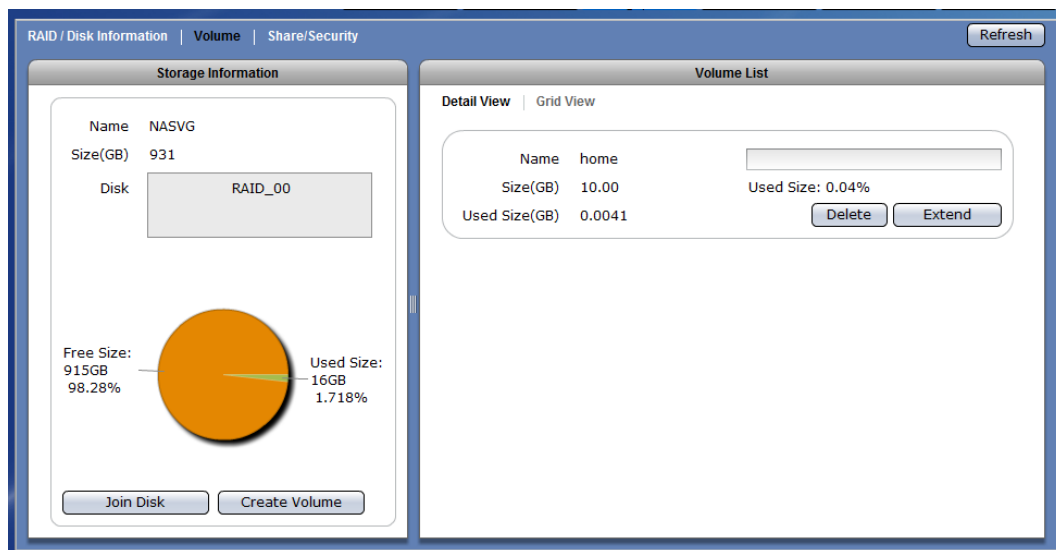 RAID / Disk Information | Volume | Share/Security
Refresh
Storage Information
Name NASVG
Size(GB) 931
Disk RAID_00
Free Size:
915GB
98.28%
Used Size:
16GB
1.718%
Join Disk Create Volume
Volume List
Detail View | Grid View
Name home
Size(GB) 10.00 Used Size: 0.04%
Used Size(GB) 0.0041 Delete Extend